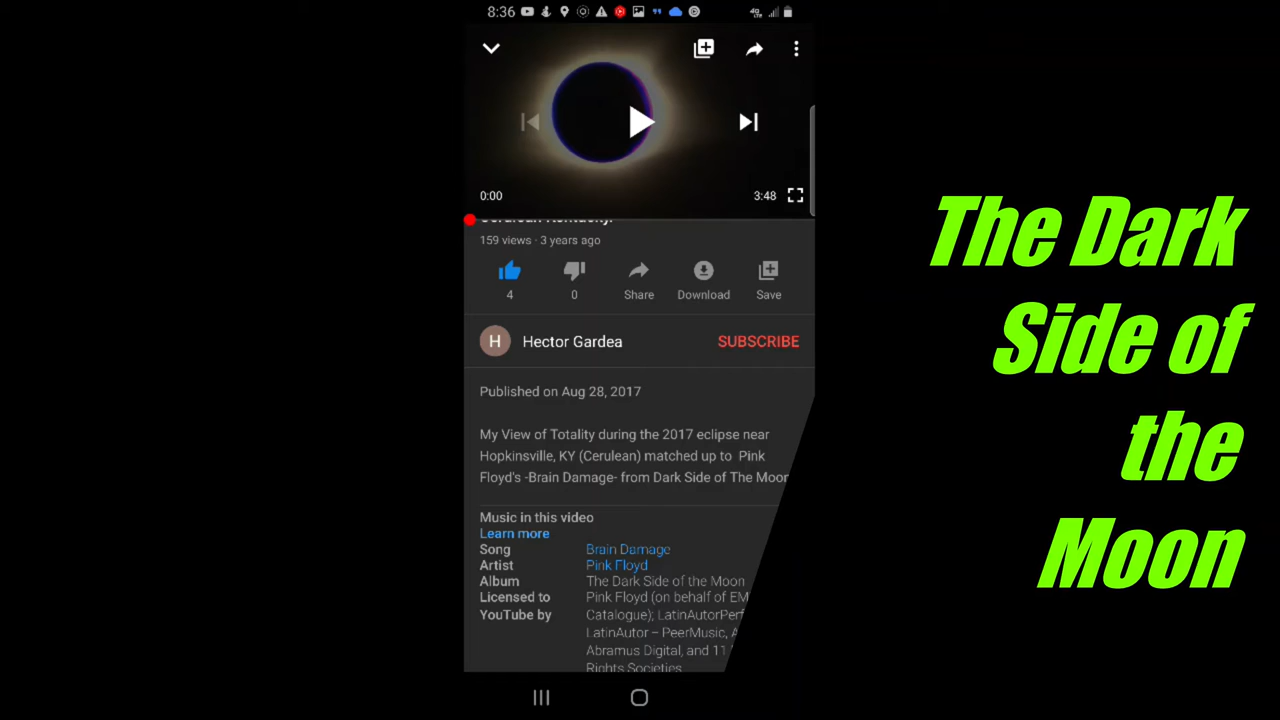 8:36
0:00 3:48
Cerulean Kentucky.
159 views · 3 years ago
4 0 Share Download Save
H Hector Gardea SUBSCRIBE
Published on Aug 28, 2017
My View of Totality during the 2017 eclipse near
Hopkinsville, KY (Cerulean) matched up to Pink
Floyd's -Brain Damage- from Dark Side of The Moon
Music in this video
Learn more
Song Brain Damage
Artist Pink Floyd
Album The Dark Side of the Moon
Licensed to Pink Floyd (on behalf of EM
YouTube by Catalogue); LatinAutorPerf
LatinAutor – PeerMusic, A
Abramus Digital, and 11
Rights Societies
The Dark
Side of
the
Moon